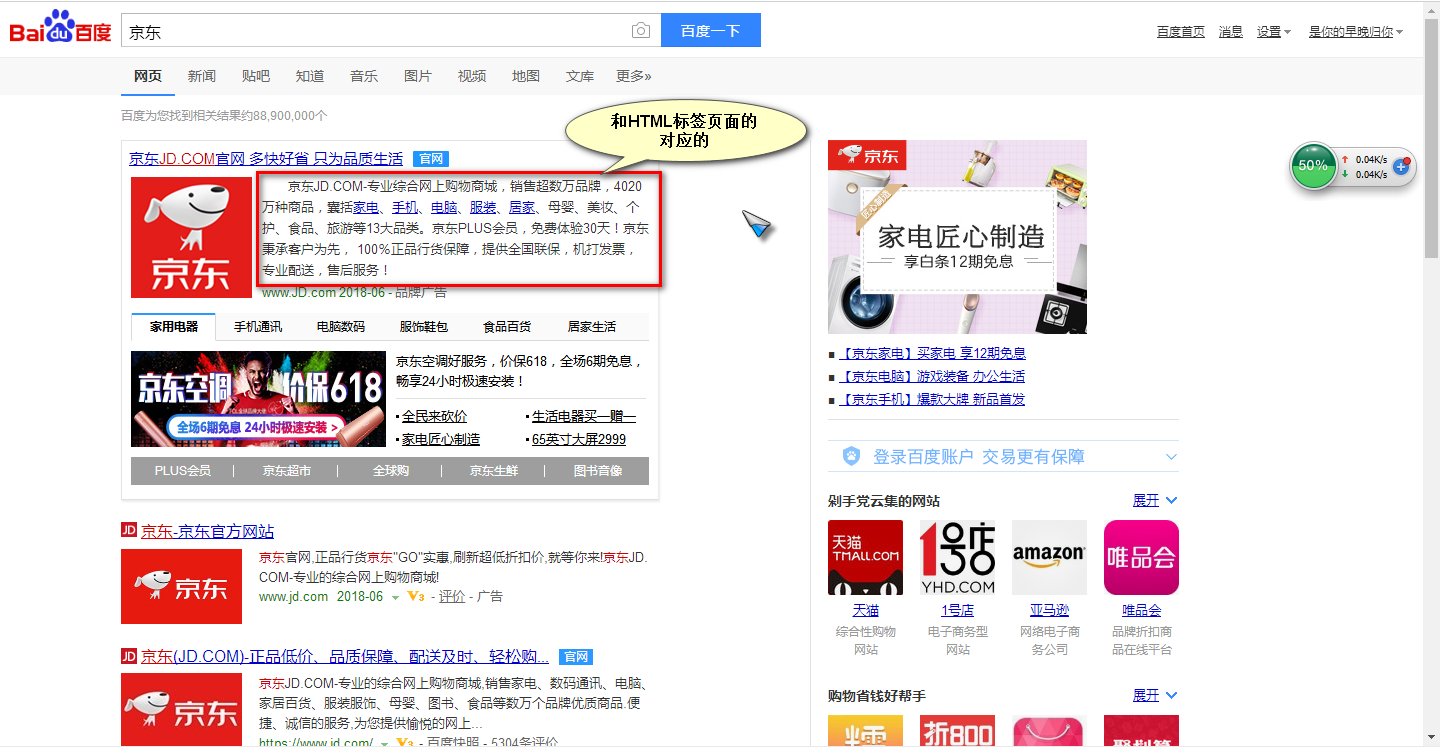 Bai du 百度
京东
百度一下
百度首页 消息 设置 是你的早晚归你
网页 新闻 贴吧 知道 音乐 图片 视频 地图 文库 更多»
百度为您找到相关结果约88,900,000个
和HTML标签页面的
对应的
京东JD.COM官网 多快好省 只为品质生活 官网
京东
京东JD.COM-专业综合网上购物商城，销售超数万品牌，4020
万种商品，囊括家电、手机、电脑、服装、居家、母婴、美妆、个
护、食品、旅游等13大品类。京东PLUS会员，免费体验30天！京东
秉承客户为先， 100%正品行货保障，提供全国联保，机打发票，
专业配送，售后服务！
www.JD.com 2018-06 - 品牌广告
家用电器 手机通讯 电脑数码 服饰鞋包 食品百货 居家生活
京东空调 价保618
全场6期免息 24小时极速安装 >
京东空调好服务，价保618，全场6期免息，
畅享24小时极速安装！
全民来砍价 生活电器买一赠一
家电匠心制造 65英寸大屏2999
PLUS会员 | 京东超市 | 全球购 | 京东生鲜 | 图书音像
JD 京东-京东官方网站
京东
京东官网,正品行货京东"GO"实惠,刷新超低折扣价,就等你来!京东JD.
COM-专业的综合网上购物商城!
www.jd.com 2018-06 V3 - 评价 - 广告
JD 京东(JD.COM)-正品低价、品质保障、配送及时、轻松购... 官网
京东
京东JD.COM-专业的综合网上购物商城,销售家电、数码通讯、电脑、
家居百货、服装服饰、母婴、图书、食品等数万个品牌优质商品.便
捷、诚信的服务,为您提供愉悦的网上...
https://www.jd.com/ V3 - 百度快照 - 5304条评价
京东
家电匠心制造
享白条12期免息
【京东家电】买家电 享12期免息
【京东电脑】游戏装备 办公生活
【京东手机】爆款大牌 新品首发
登录百度账户 交易更有保障
剁手党云集的网站 展开
天猫
TMALL.COM
1号店
YHD.COM
amazon
唯品会
天猫 1号店 亚马逊 唯品会
综合性购物 电子商务型 网络电子商 品牌折扣商
网站 网站 务公司 品在线平台
购物省钱好帮手 展开
折800
50%
0.04K/s
0.04K/s